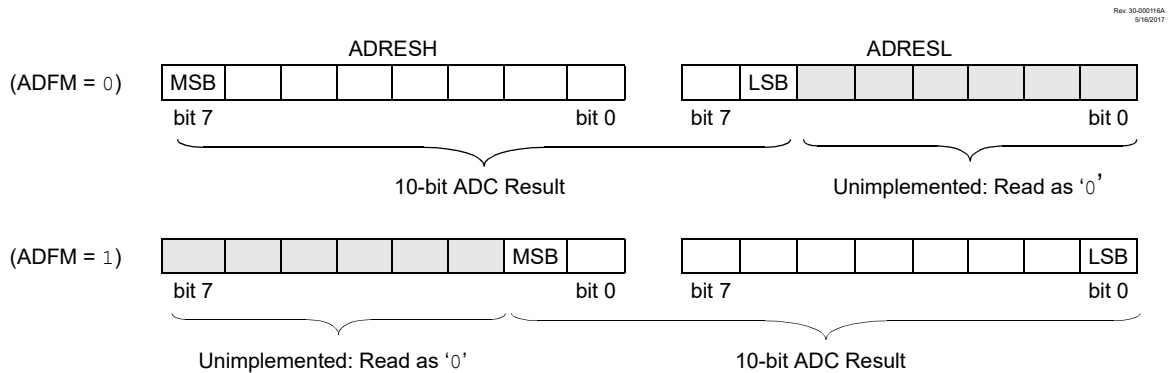 Rev. 30-000116A
5/16/2017
ADRESH ADRESL
(ADFM = 0) MSB LSB
bit 7 bit 0 bit 7 bit 0
10-bit ADC Result Unimplemented: Read as ‘0’
(ADFM = 1) MSB LSB
bit 7 bit 0 bit 7 bit 0
Unimplemented: Read as ‘0’ 10-bit ADC Result